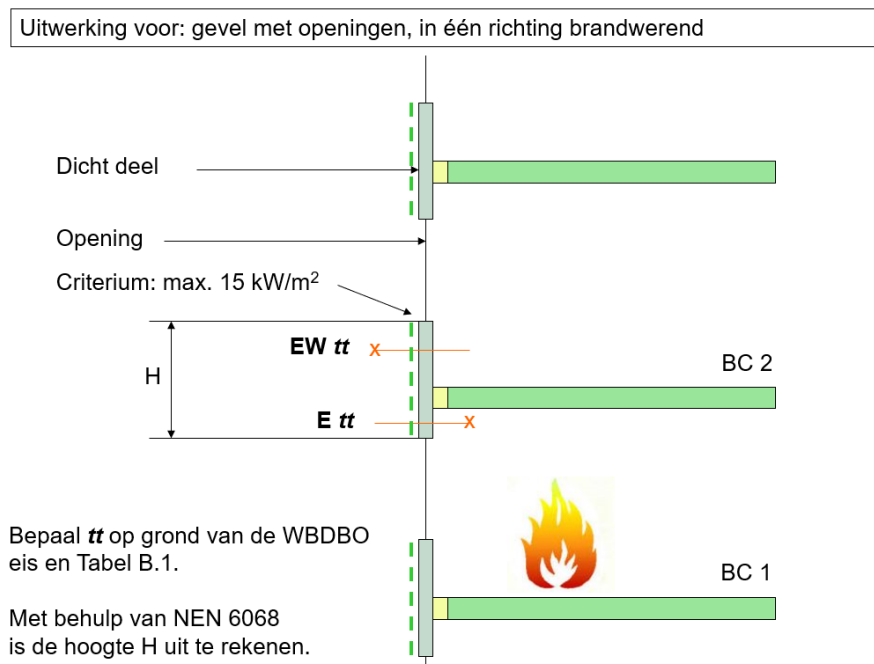 Uitwerking voor: gevel met openingen, in één richting brandwerend
Dicht deel
Opening
Criterium: max. 15 kW/m²
EW tt
x
BC 2
H
E tt
x
Bepaal tt op grond van de WBDBO
eis en Tabel B.1.
BC 1
Met behulp van NEN 6068
is de hoogte H uit te rekenen.